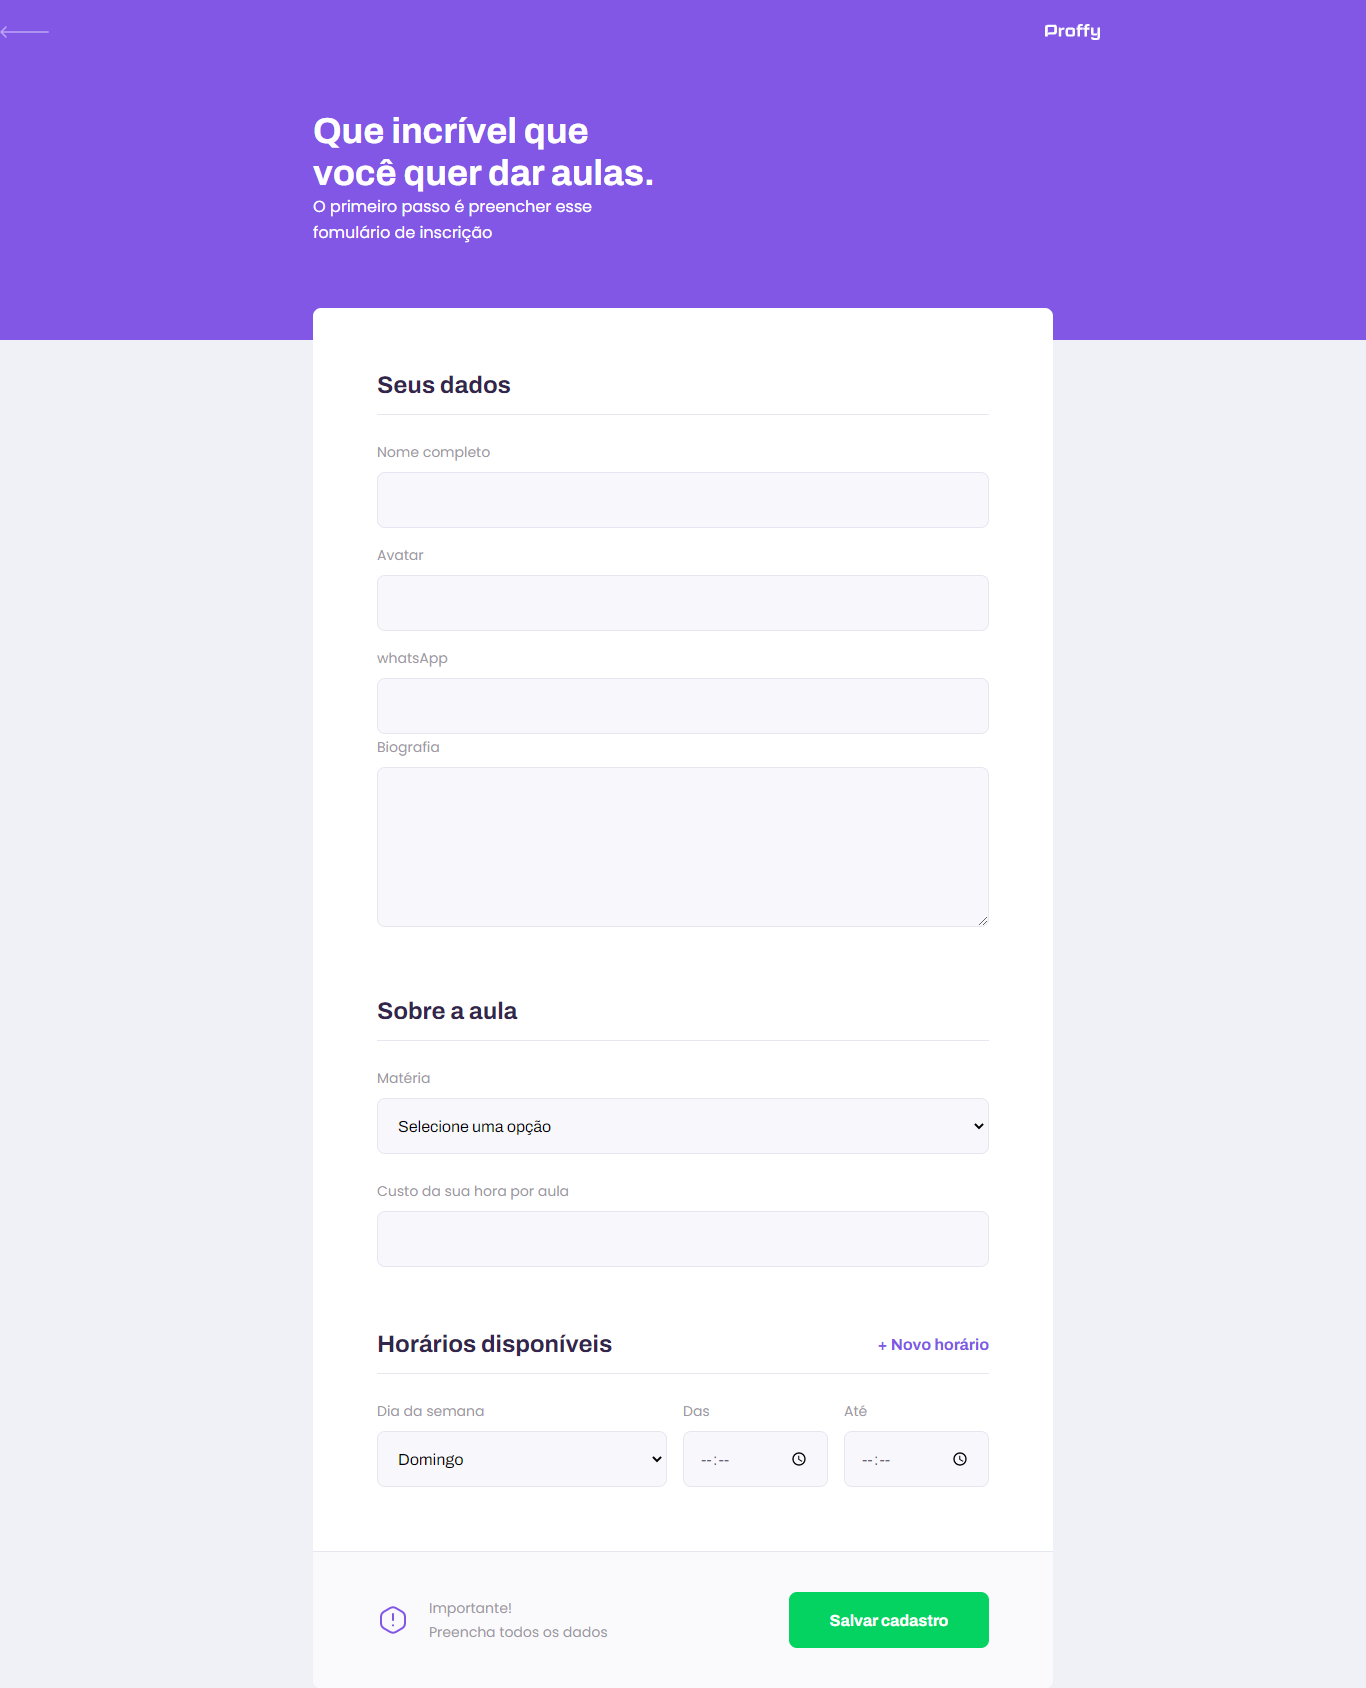 Proffy
Que incrível que
você quer dar aulas.
O primeiro passo é preencher esse
fomulário de inscrição
Seus dados
Nome completo
Avatar
whatsApp
Biografia
Sobre a aula
Matéria
Selecione uma opção
Custo da sua hora por aula
Horários disponíveis + Novo horário
Dia da semana Das Até
Domingo --:-- --:--
Importante!
Preencha todos os dados
Salvar cadastro